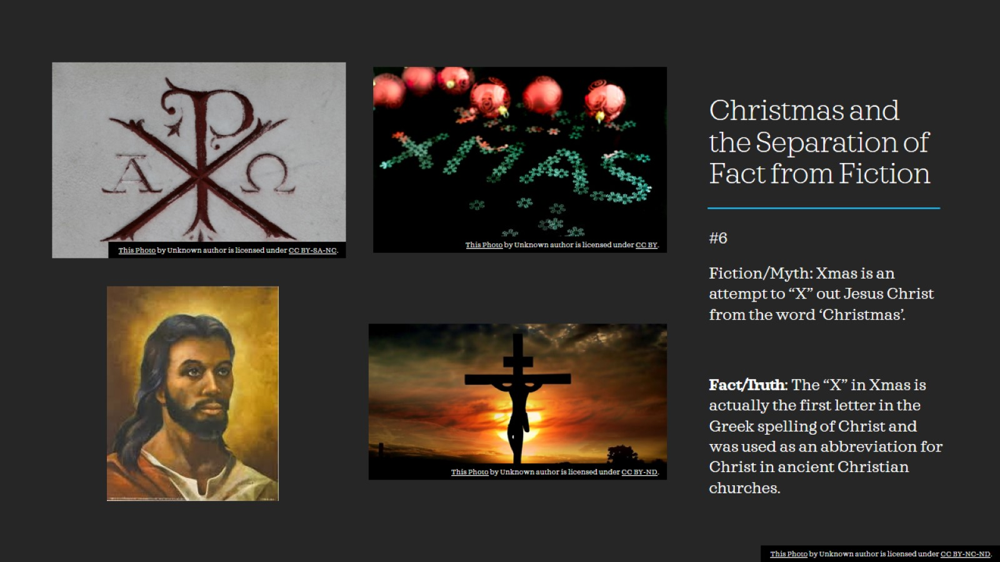 Α Ρ Ω
This Photo by Unknown author is licensed under CC BY-SA-NC.
XMAS
This Photo by Unknown author is licensed under CC BY.
This Photo by Unknown author is licensed under CC BY-ND.
Christmas and
the Separation of
Fact from Fiction
#6
Fiction/Myth: Xmas is an
attempt to “X” out Jesus Christ
from the word ‘Christmas’.
Fact/Truth: The “X” in Xmas is
actually the first letter in the
Greek spelling of Christ and
was used as an abbreviation for
Christ in ancient Christian
churches.
This Photo by Unknown author is licensed under CC BY-NC-ND.